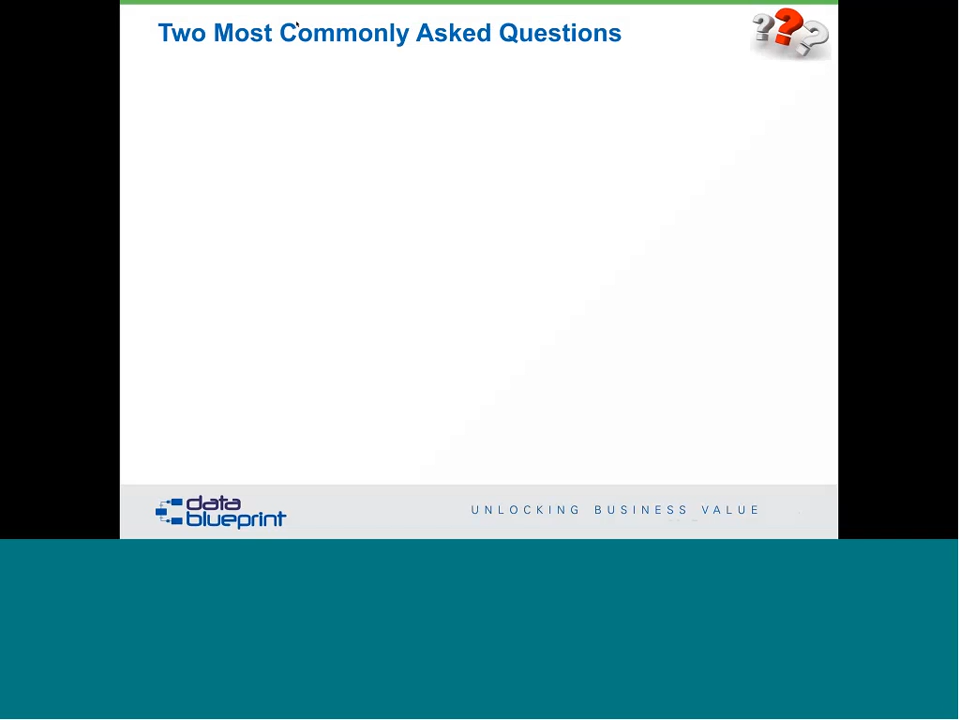 Two Most Commonly Asked Questions
???
data
blueprint
UNLOCKING BUSINESS VALUE